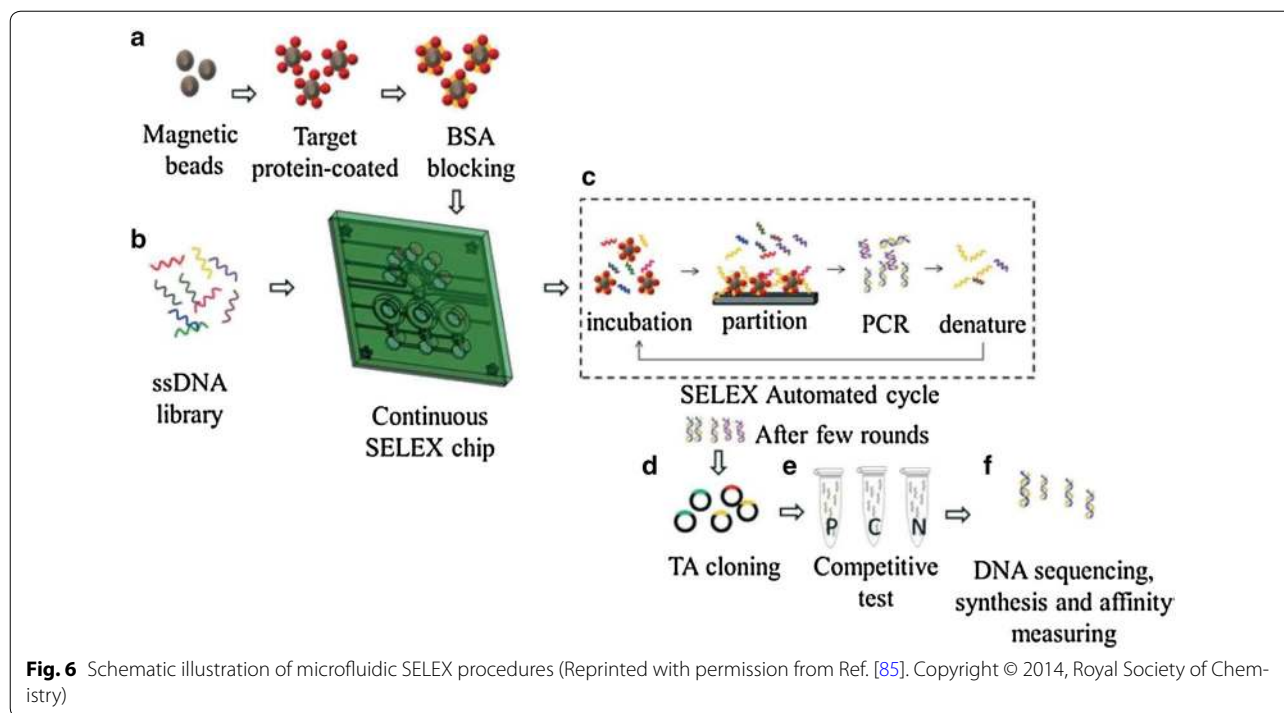 a
Magnetic
beads
Target
protein-coated
BSA
blocking
b
ssDNA
library
Continuous
SELEX chip
c
incubation
partition
PCR
denature
SELEX Automated cycle
After few rounds
d
TA cloning
e
P C N
Competitive
test
f
DNA sequencing,
synthesis and affinity
measuring
Fig. 6 Schematic illustration of microfluidic SELEX procedures (Reprinted with permission from Ref. [85]. Copyright © 2014, Royal Society of Chem-
istry)